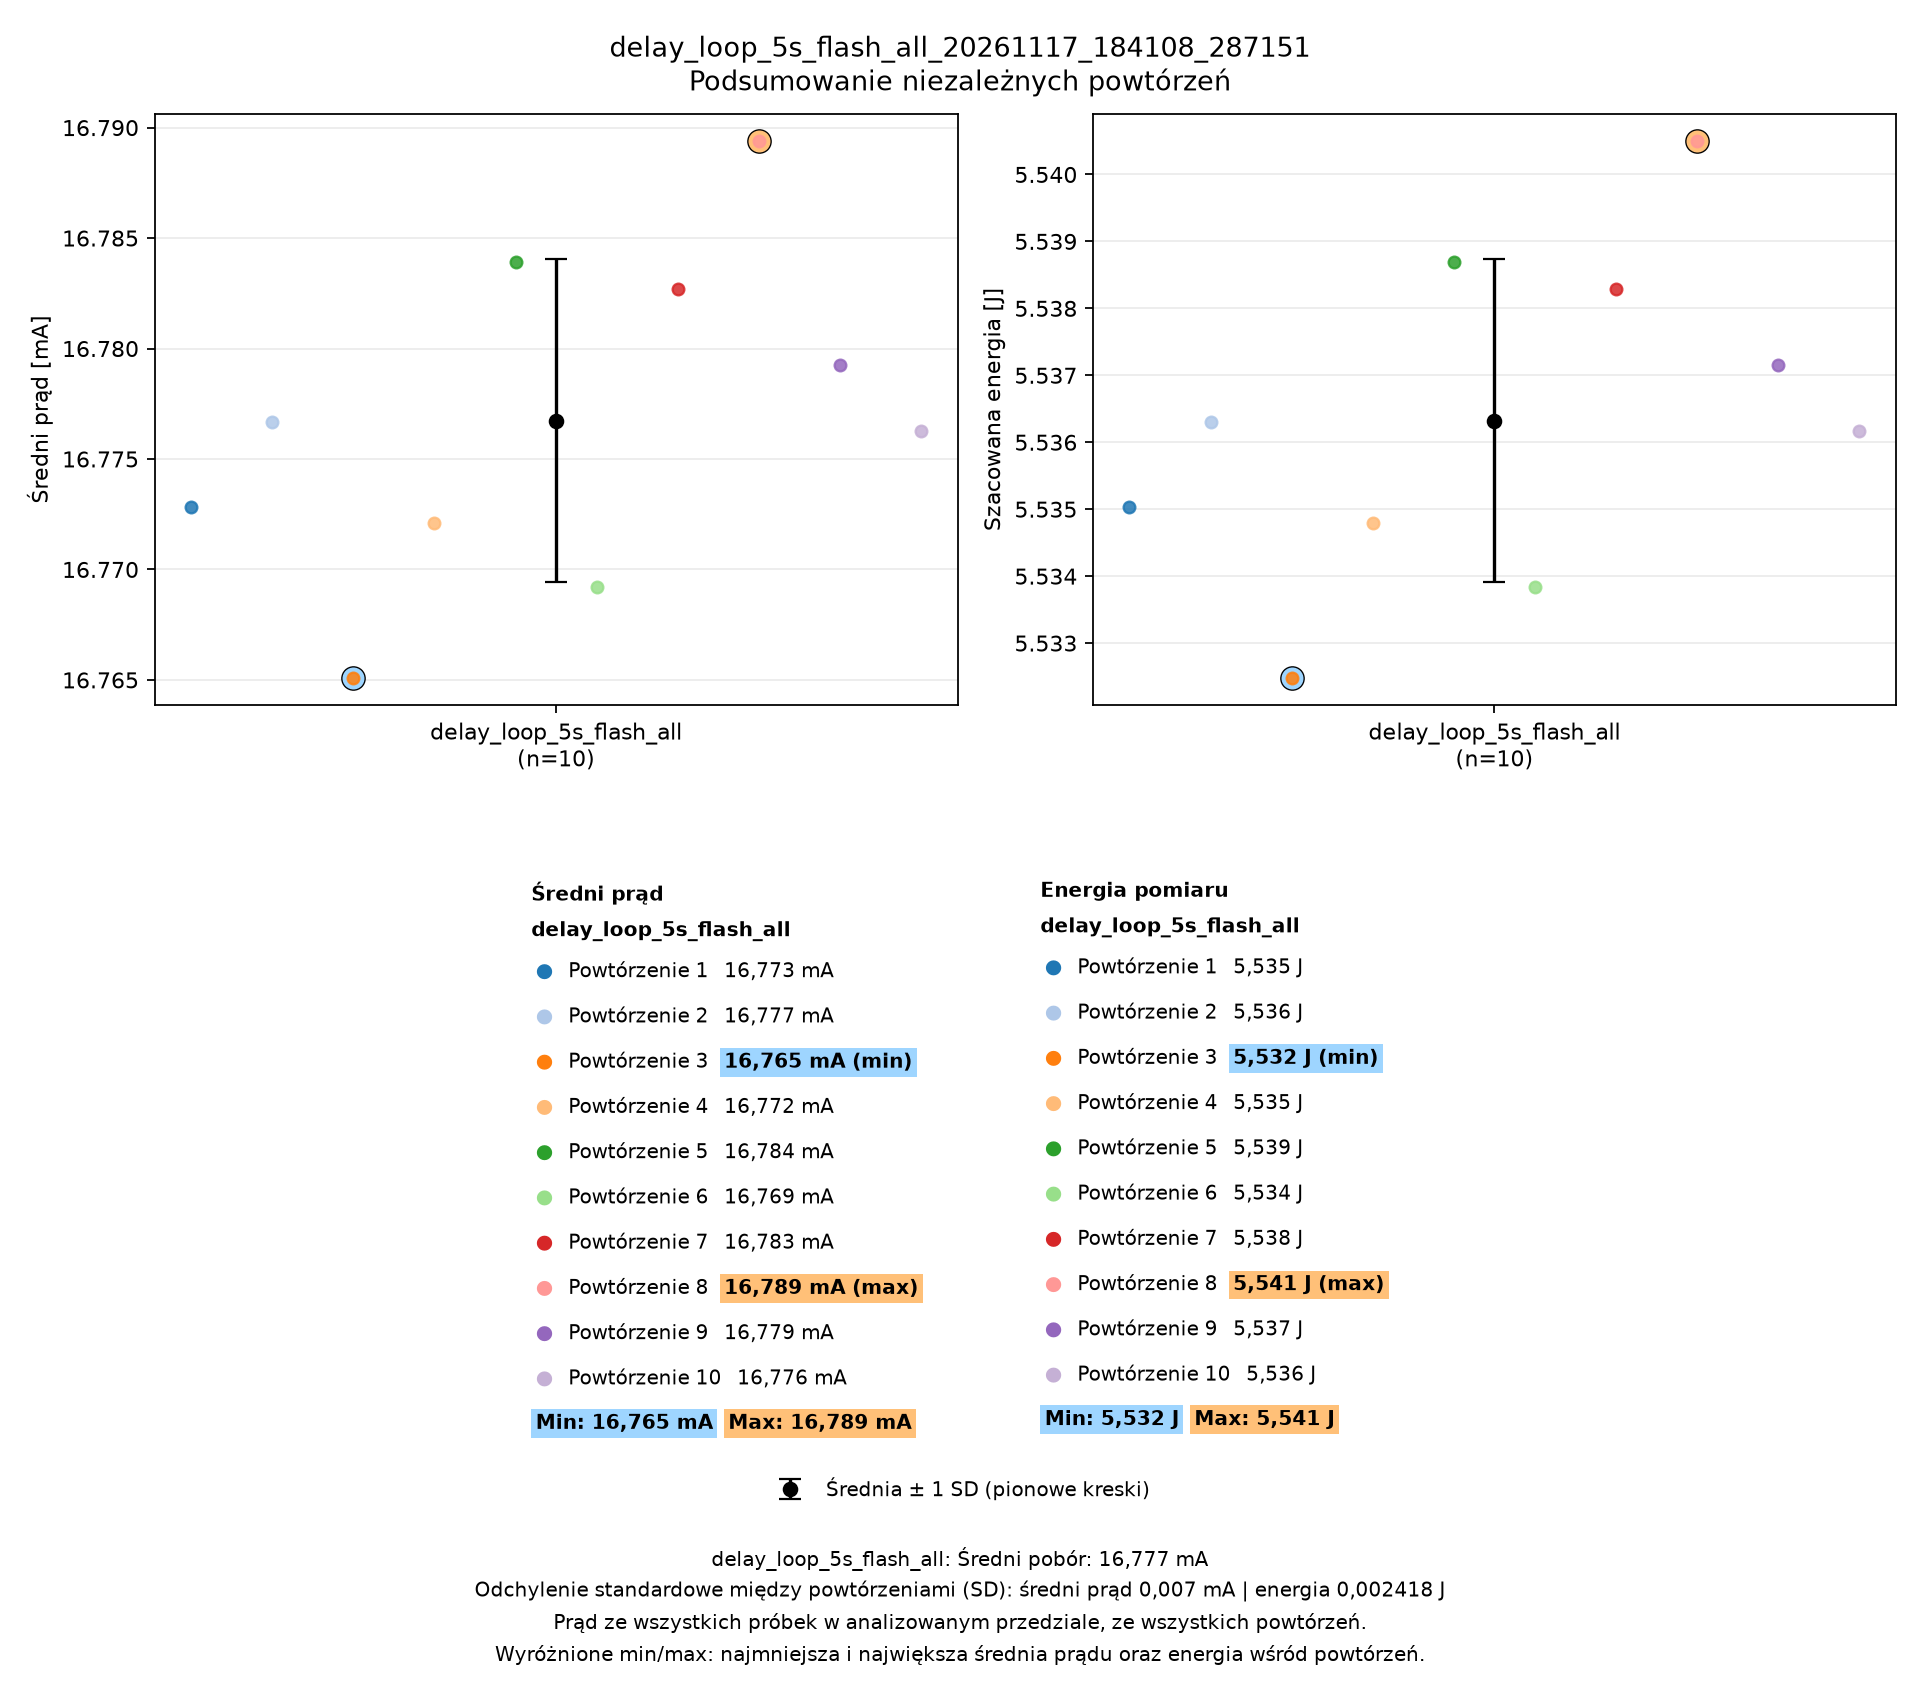 delay_loop_5s_flash_all_20261117_184108_287151
Podsumowanie niezależnych powtórzeń
Średni prąd [mA]
16.790
16.785
16.780
16.775
16.770
16.765
delay_loop_5s_flash_all
(n=10)
Szacowana energia [J]
5.540
5.539
5.538
5.537
5.536
5.535
5.534
5.533
delay_loop_5s_flash_all
(n=10)
Średni prąd
delay_loop_5s_flash_all
Powtórzenie 1 16,773 mA
Powtórzenie 2 16,777 mA
Powtórzenie 3 16,765 mA (min)
Powtórzenie 4 16,772 mA
Powtórzenie 5 16,784 mA
Powtórzenie 6 16,769 mA
Powtórzenie 7 16,783 mA
Powtórzenie 8 16,789 mA (max)
Powtórzenie 9 16,779 mA
Powtórzenie 10 16,776 mA
Min: 16,765 mA Max: 16,789 mA
Energia pomiaru
delay_loop_5s_flash_all
Powtórzenie 1 5,535 J
Powtórzenie 2 5,536 J
Powtórzenie 3 5,532 J (min)
Powtórzenie 4 5,535 J
Powtórzenie 5 5,539 J
Powtórzenie 6 5,534 J
Powtórzenie 7 5,538 J
Powtórzenie 8 5,541 J (max)
Powtórzenie 9 5,537 J
Powtórzenie 10 5,536 J
Min: 5,532 J Max: 5,541 J
Średnia ± 1 SD (pionowe kreski)
delay_loop_5s_flash_all: Średni pobór: 16,777 mA
Odchylenie standardowe między powtórzeniami (SD): średni prąd 0,007 mA | energia 0,002418 J
Prąd ze wszystkich próbek w analizowanym przedziale, ze wszystkich powtórzeń.
Wyróżnione min/max: najmniejsza i największa średnia prądu oraz energia wśród powtórzeń.